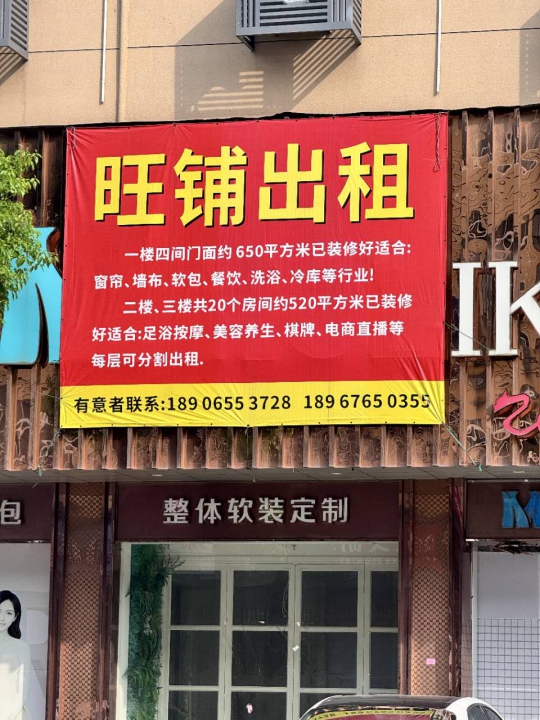 旺铺出租
一楼四间门面约650平方米已装修好适合:
窗帘、墙布、软包、餐饮、洗浴、冷库等行业!
二楼、三楼共20个房间约520平方米已装修
好适合:足浴按摩、美容养生、棋牌、电商直播等
每层可分割出租.
有意者联系:189 0655 3728 189 6765 0355
IK
包
整体软装定制
M